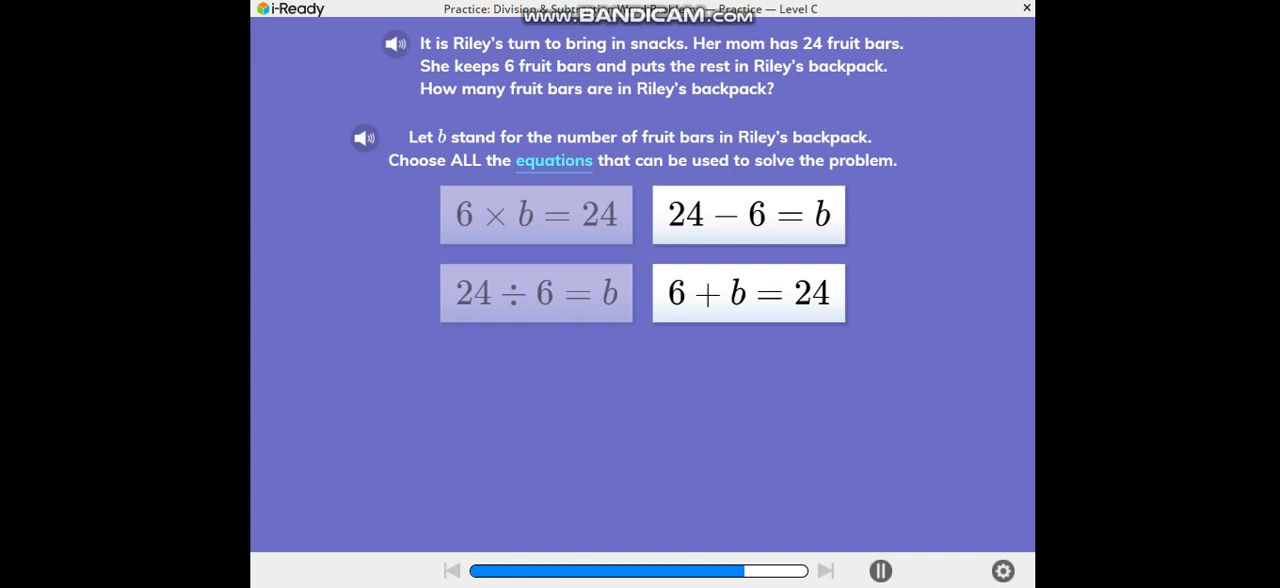 i-Ready
Practice: Division & Subtraction Word Problems — Practice — Level C
www.BANDICAM.com
It is Riley's turn to bring in snacks. Her mom has 24 fruit bars.
She keeps 6 fruit bars and puts the rest in Riley's backpack.
How many fruit bars are in Riley's backpack?
Let b stand for the number of fruit bars in Riley's backpack.
Choose ALL the equations that can be used to solve the problem.
6 × b = 24
24 − 6 = b
24 ÷ 6 = b
6 + b = 24